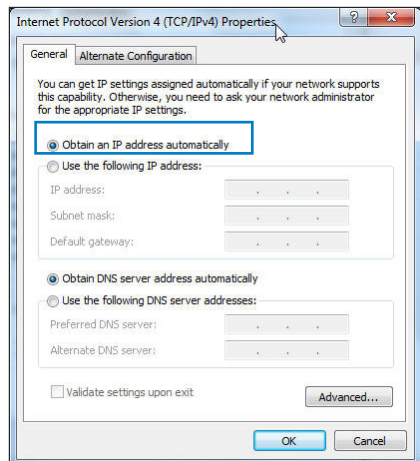 Internet Protocol Version 4 (TCP/IPv4) Properties
General
Alternate Configuration
You can get IP settings assigned automatically if your network supports
this capability. Otherwise, you need to ask your network administrator
for the appropriate IP settings.
Obtain an IP address automatically
Use the following IP address:
IP address:
Subnet mask:
Default gateway:
Obtain DNS server address automatically
Use the following DNS server addresses:
Preferred DNS server:
Alternate DNS server:
Validate settings upon exit
Advanced...
OK
Cancel